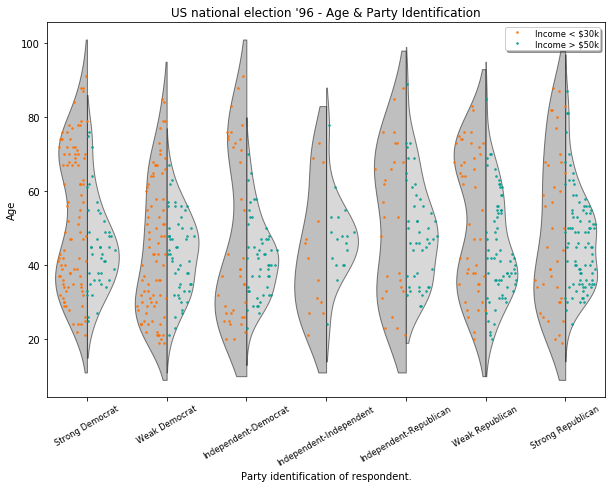 US national election '96 - Age & Party Identification
Income < $30k
Income > $50k
100
80
60
40
20
Age
Strong Democrat
Weak Democrat
Independent-Democrat
Independent-Independent
Independent-Republican
Weak Republican
Strong Republican
Party identification of respondent.